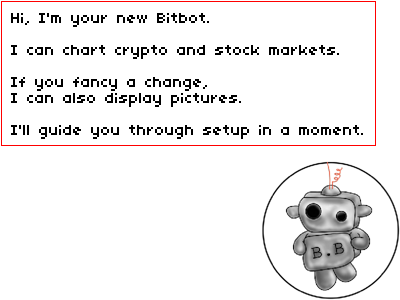 Hi, I'm your new Bitbot.
I can chart crypto and stock markets.
If you fancy a change,
I can also display pictures.
I'll guide you through setup in a moment.
B.B